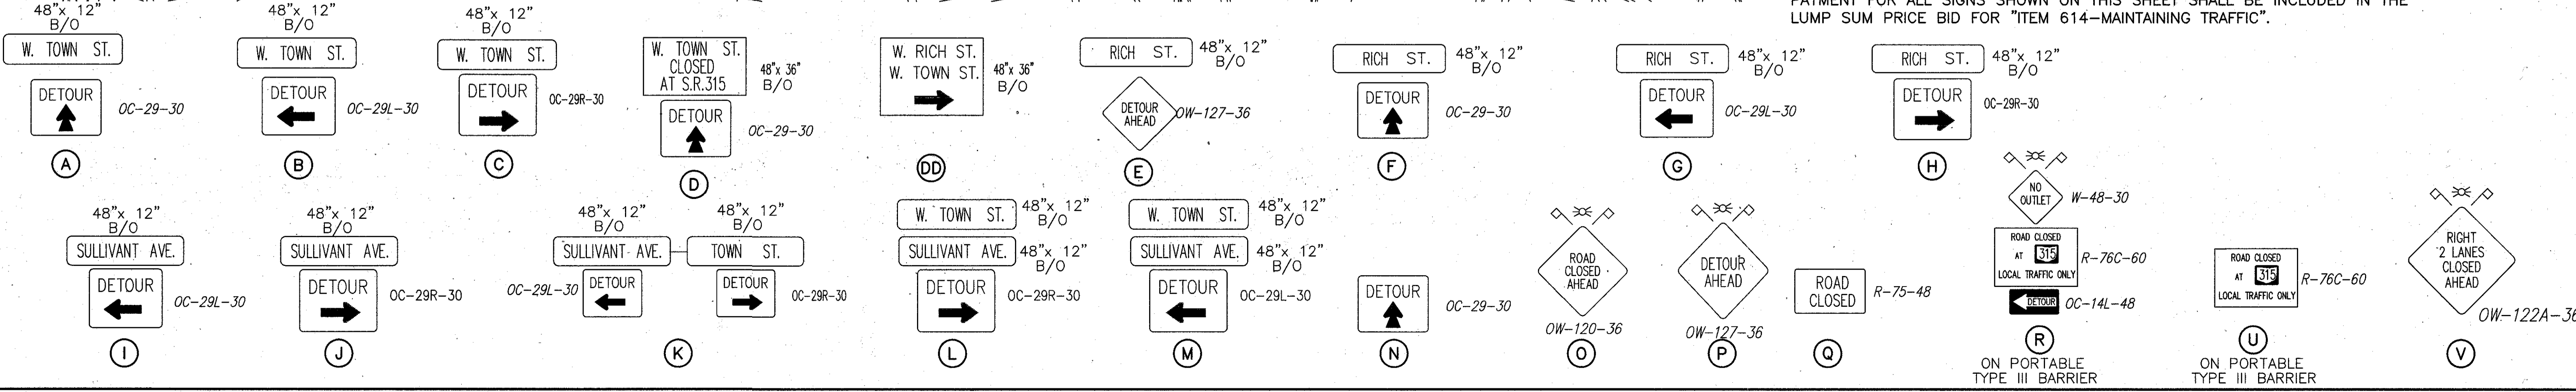 PAYMENT FOR ALL SIGNS SHOWN ON THIS SHEET SHALL BE INCLUDED IN THE
LUMP SUM PRICE BID FOR "ITEM 614-MAINTAINING TRAFFIC".
48"x 12"
B/O
W. TOWN ST.
DETOUR
OC-29-30
A
48"x 12"
B/O
W. TOWN ST.
DETOUR
OC-29L-30
B
48"x 12"
B/O
W. TOWN ST.
DETOUR
OC-29R-30
C
W. TOWN ST.
CLOSED
AT S.R.315
48"x 36"
B/O
DETOUR
OC-29-30
D
W. RICH ST.
W. TOWN ST.
48"x 36"
B/O
DD
RICH ST.
48"x 12"
B/O
DETOUR
AHEAD
OW-127-36
E
RICH ST.
48"x 12"
B/O
DETOUR
OC-29-30
F
RICH ST.
48"x 12"
B/O
DETOUR
OC-29L-30
G
RICH ST.
48"x 12"
B/O
DETOUR
OC-29R-30
H
48"x 12"
B/O
SULLIVANT AVE.
DETOUR
OC-29L-30
I
48"x 12"
B/O
SULLIVANT AVE.
DETOUR
OC-29R-30
J
48"x 12"
B/O
SULLIVANT AVE.
DETOUR
OC-29L-30
48"x 12"
B/O
TOWN ST.
DETOUR
OC-29R-30
K
W. TOWN ST.
48"x 12"
B/O
SULLIVANT AVE.
48"x 12"
B/O
DETOUR
OC-29R-30
L
W. TOWN ST.
48"x 12"
B/O
SULLIVANT AVE.
48"x 12"
B/O
DETOUR
OC-29L-30
M
DETOUR
OC-29-30
N
ROAD
CLOSED
AHEAD
OW-120-36
O
DETOUR
AHEAD
OW-127-36
P
ROAD
CLOSED
R-75-48
Q
NO
OUTLET
W-48-30
ROAD CLOSED
AT 315
LOCAL TRAFFIC ONLY
R-76C-60
DETOUR
OC-14L-48
R
ON PORTABLE
TYPE III BARRIER
ROAD CLOSED
AT 315
LOCAL TRAFFIC ONLY
R-76C-60
U
ON PORTABLE
TYPE III BARRIER
RIGHT
2 LANES
CLOSED
AHEAD
OW-122A-36
V